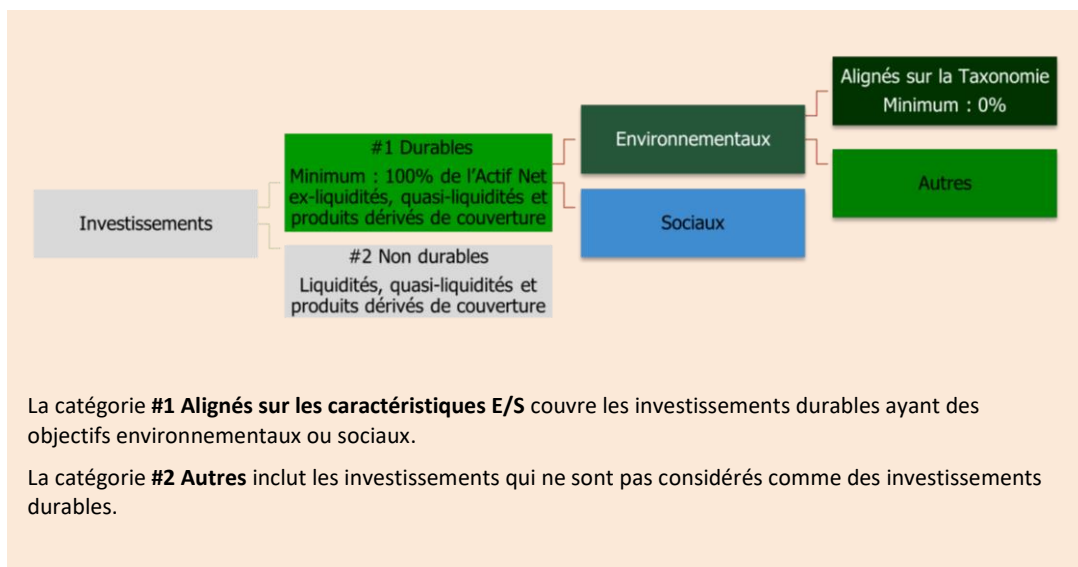 Alignés sur la Taxonomie
Minimum : 0%
Environnementaux
#1 Durables
Minimum : 100% de l'Actif Net
ex-liquidités, quasi-liquidités et
produits dérivés de couverture
Autres
Investissements
Sociaux
#2 Non durables
Liquidités, quasi-liquidités et
produits dérivés de couverture
La catégorie #1 Alignés sur les caractéristiques E/S couvre les investissements durables ayant des
objectifs environnementaux ou sociaux.
La catégorie #2 Autres inclut les investissements qui ne sont pas considérés comme des investissements
durables.